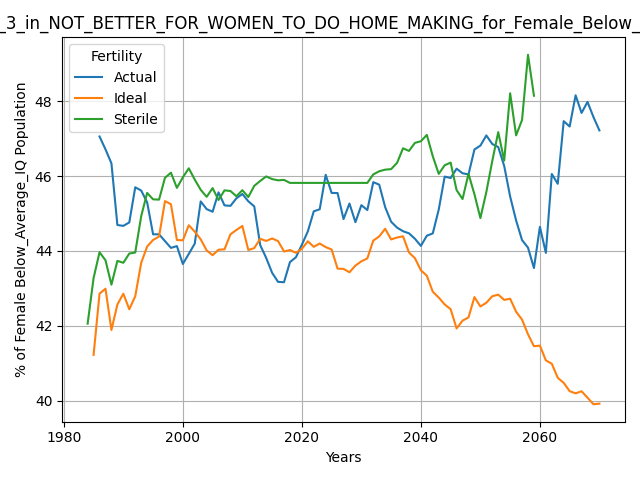 _3_in_NOT_BETTER_FOR_WOMEN_TO_DO_HOME_MAKING_for_Female_Below_
Fertility
Actual
Ideal
Sterile
% of Female Below_Average_IQ Population
48
46
44
42
40
1980
2000
2020
2040
2060
Years